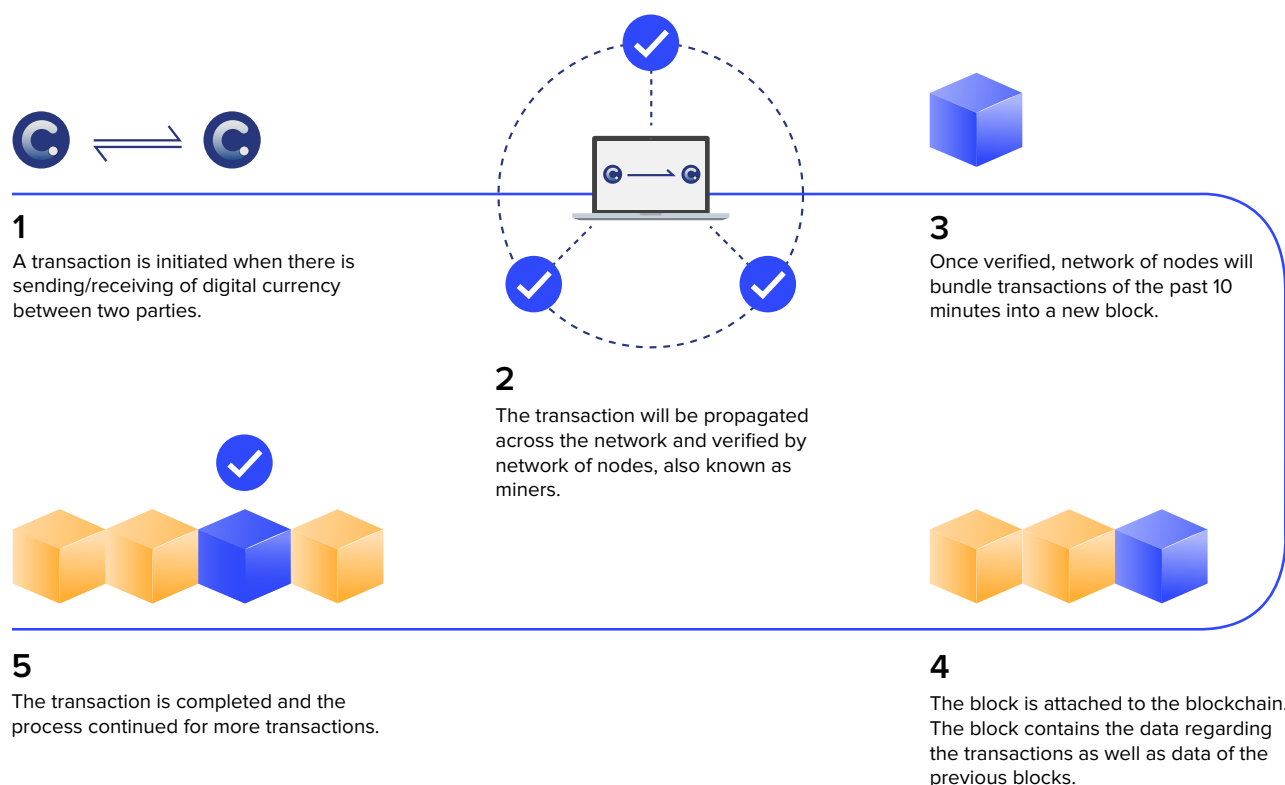 1
A transaction is initiated when there is
sending/receiving of digital currency
between two parties.
2
The transaction will be propagated
across the network and verified by
network of nodes, also known as
miners.
3
Once verified, network of nodes will
bundle transactions of the past 10
minutes into a new block.
4
The block is attached to the blockchain.
The block contains the data regarding
the transactions as well as data of the
previous blocks.
5
The transaction is completed and the
process continued for more transactions.